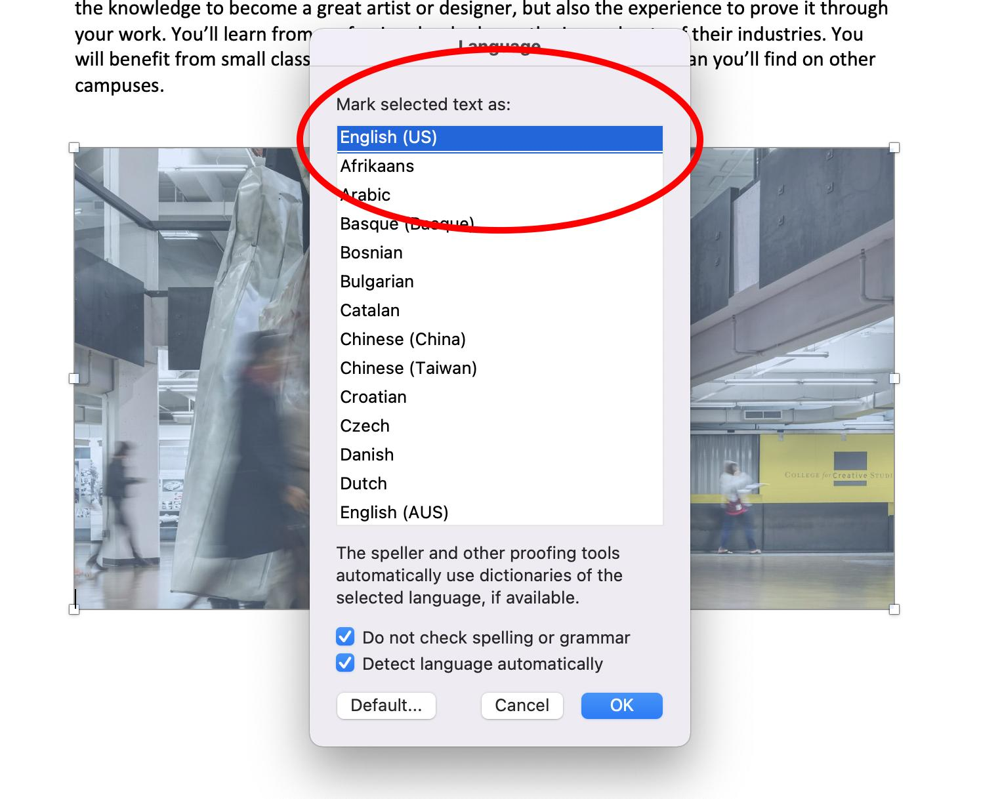 the knowledge to become a great artist or designer, but also the experience to prove it through
your work. You’ll learn from their industries. You
will benefit from small class an you’ll find on other
campuses.
Language
Mark selected text as:
English (US)
Afrikaans
Arabic
Basque (Basque)
Bosnian
Bulgarian
Catalan
Chinese (China)
Chinese (Taiwan)
Croatian
Czech
Danish
Dutch
English (AUS)
The speller and other proofing tools
automatically use dictionaries of the
selected language, if available.
Do not check spelling or grammar
Detect language automatically
Default... Cancel OK
College for Creative Studi